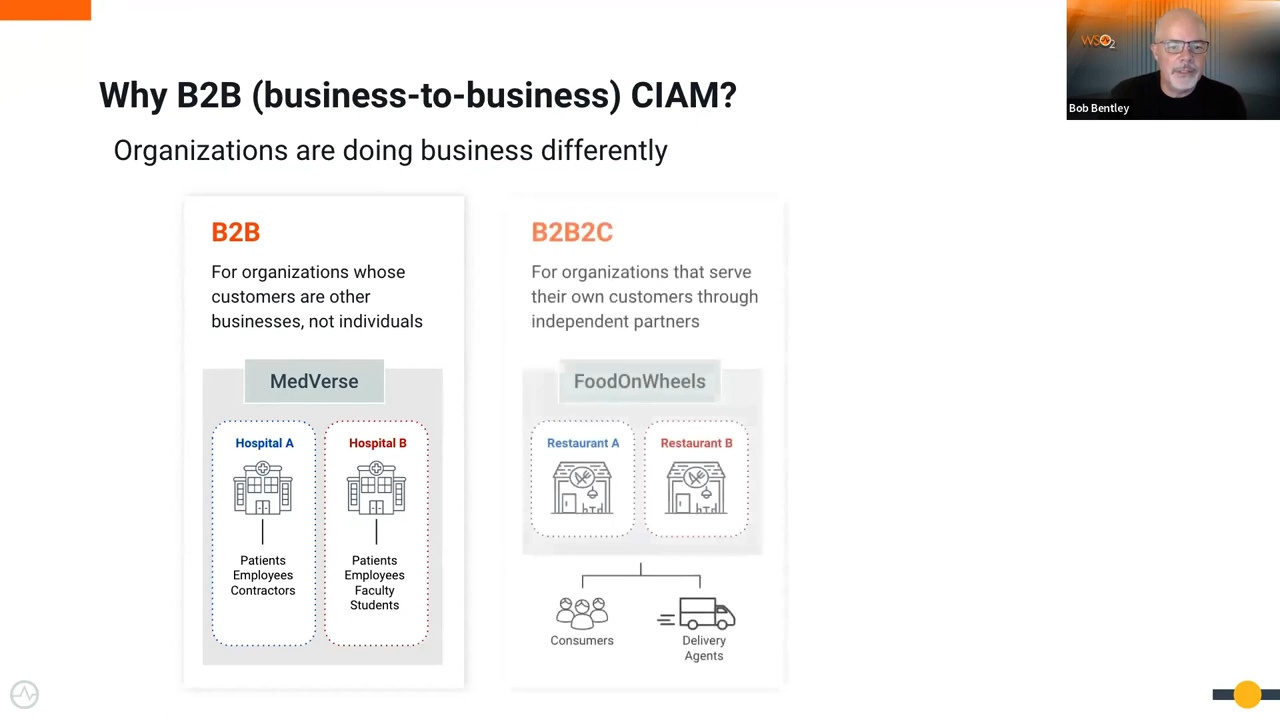 Why B2B (business-to-business) CIAM?
Organizations are doing business differently
WSO2
Bob Bentley
B2B
For organizations whose
customers are other
businesses, not individuals
MedVerse
Hospital A
Hospital B
Patients
Employees
Contractors
Patients
Employees
Faculty
Students
B2B2C
For organizations that serve
their own customers through
independent partners
FoodOnWheels
Restaurant A
Restaurant B
Consumers
Delivery
Agents